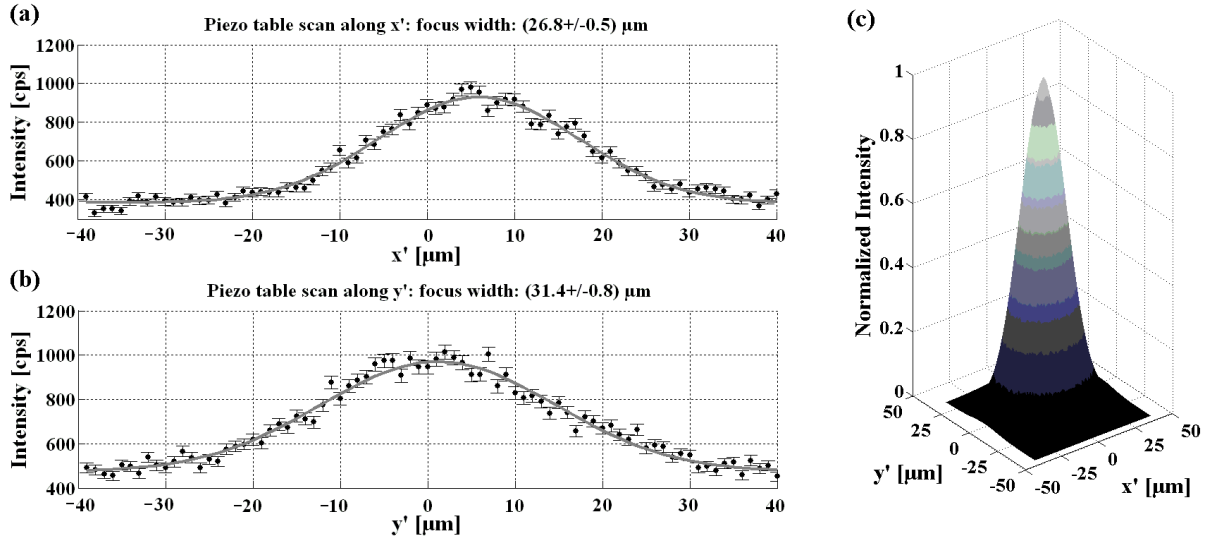 (a)
Piezo table scan along x': focus width: (26.8+/-0.5) µm
Intensity [cps]
1200
1000
800
600
400
−40 −30 −20 −10 0 10 20 30 40
x' [µm]
(b)
Piezo table scan along y': focus width: (31.4+/-0.8) µm
Intensity [cps]
1200
1000
800
600
400
−40 −30 −20 −10 0 10 20 30 40
y' [µm]
(c)
Normalized Intensity
1
0.8
0.6
0.4
0.2
0
50 25 0 -25 -50
y' [µm]
-50 -25 0 25 50
x' [µm]